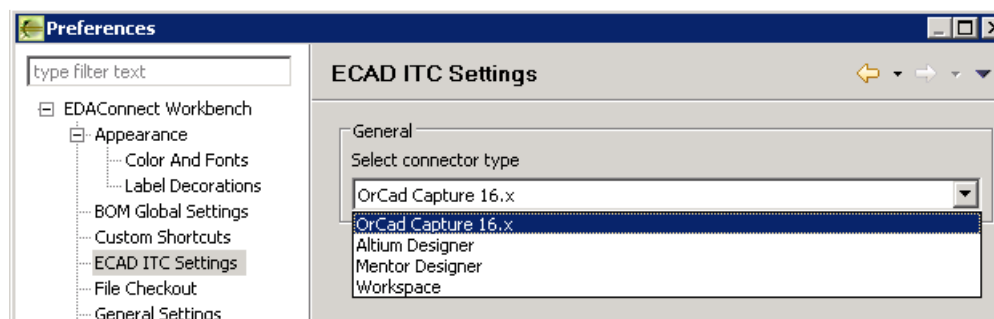 Preferences
type filter text
EDAConnect Workbench
Appearance
Color And Fonts
Label Decorations
BOM Global Settings
Custom Shortcuts
ECAD ITC Settings
File Checkout
General Settings
ECAD ITC Settings
General
Select connector type
OrCad Capture 16.x
OrCad Capture 16.x
Altium Designer
Mentor Designer
Workspace